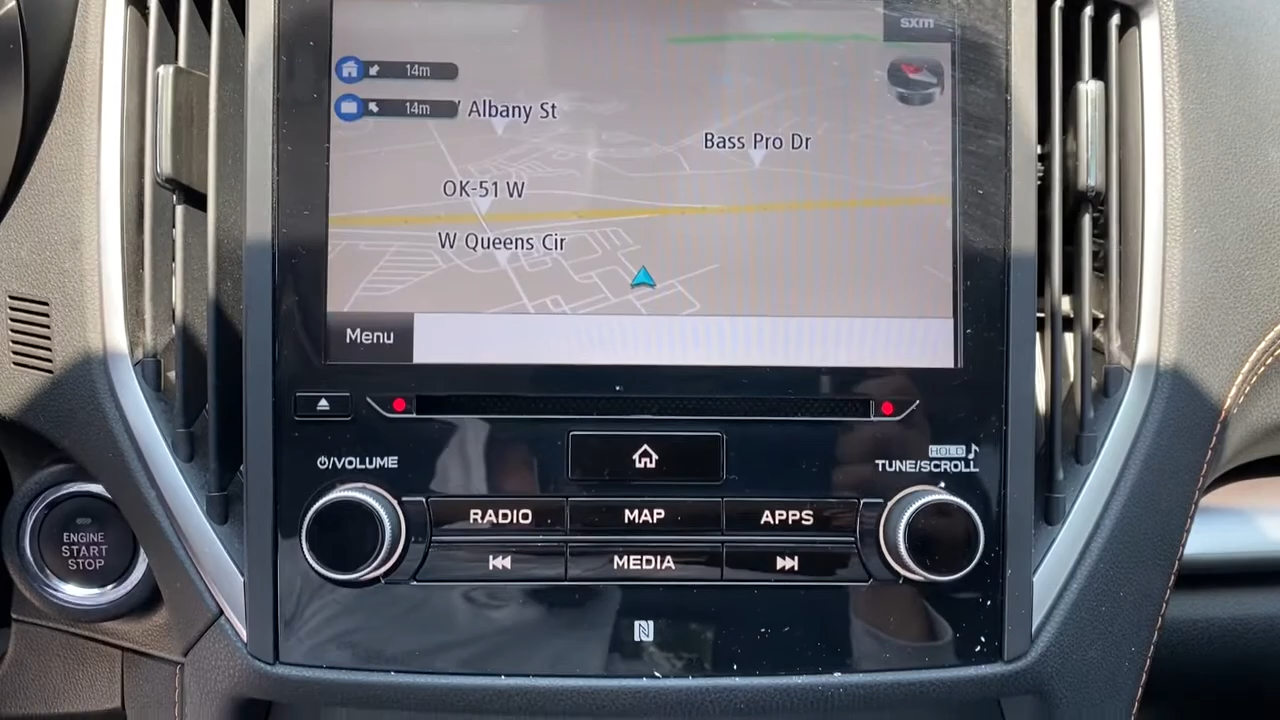 sxm
14m
14m
Albany St
Bass Pro Dr
OK-51 W
W Queens Cir
Menu
/VOLUME
HOLD
TUNE/SCROLL
RADIO
MAP
APPS
MEDIA
ENGINE
START
STOP
N